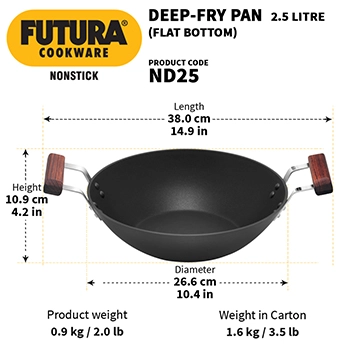 FUTURA
COOKWARE
NONSTICK
DEEP-FRY PAN 2.5 LITRE
(FLAT BOTTOM)
PRODUCT CODE
ND25
Length
38.0 cm
14.9 in
Height
10.9 cm
4.2 in
Diameter
26.6 cm
10.4 in
Product weight
0.9 kg / 2.0 lb
Weight in Carton
1.6 kg / 3.5 lb